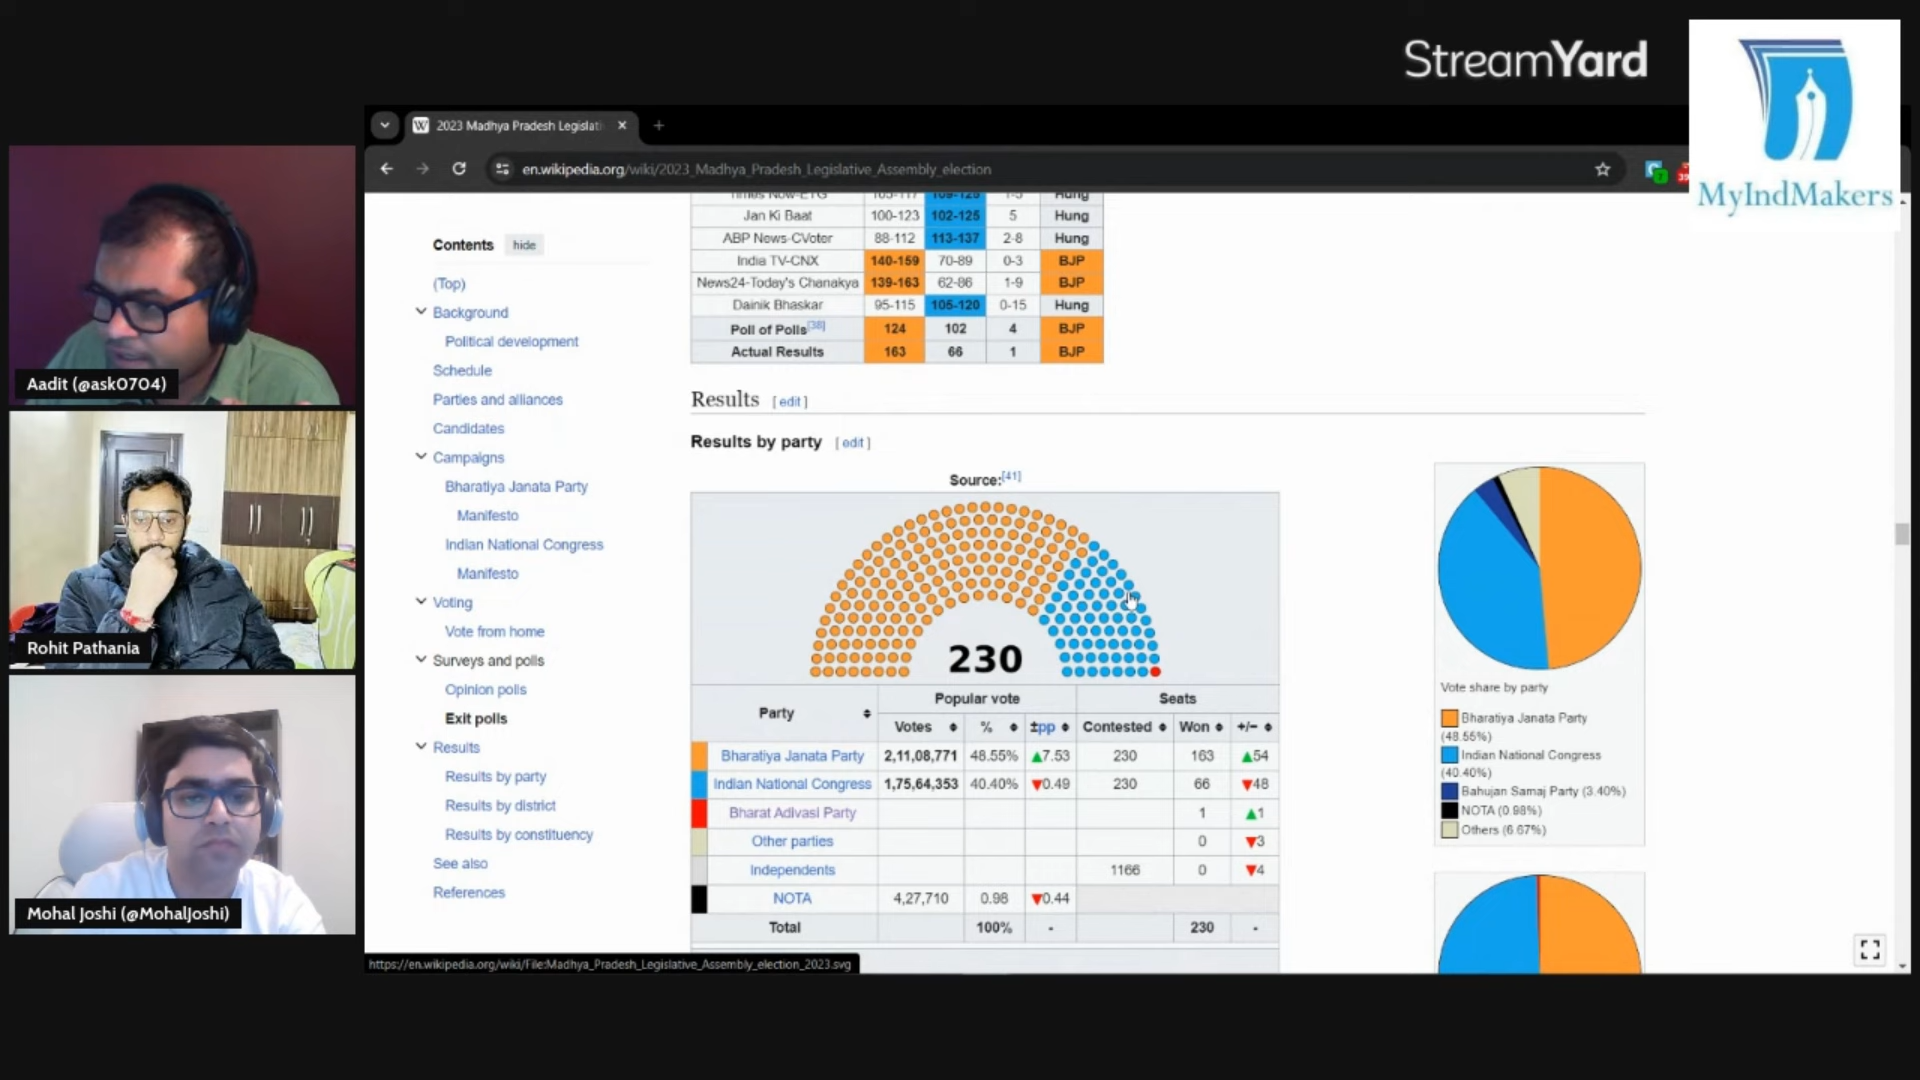 StreamYard
MyIndMakers
2023 Madhya Pradesh Legislati
en.wikipedia.org/wiki/2023_Madhya_Pradesh_Legislative_Assembly_election
Aadit (@ask0704)
Rohit Pathania
Mohal Joshi (@MohalJoshi)
Contents hide
(Top)
Background
Political development
Schedule
Parties and alliances
Candidates
Campaigns
Bharatiya Janata Party
Manifesto
Indian National Congress
Manifesto
Voting
Vote from home
Surveys and polls
Opinion polls
Exit polls
Results
Results by party
Results by district
Results by constituency
See also
References
Times Now-ETG 105-117 109-125 1-5 Hung
Jan Ki Baat 100-123 102-125 5 Hung
ABP News-CVoter 88-112 113-137 2-8 Hung
India TV-CNX 140-159 70-89 0-3 BJP
News24-Today's Chanakya 139-163 62-86 1-9 BJP
Dainik Bhaskar 95-115 105-120 0-15 Hung
Poll of Polls[38] 124 102 4 BJP
Actual Results 163 66 1 BJP
Results [ edit ]
Results by party [ edit ]
Source:[41]
230
Party Popular vote Seats
Votes % ±pp Contested Won +/−
Bharatiya Janata Party 2,11,08,771 48.55% ▲7.53 230 163 ▲54
Indian National Congress 1,75,64,353 40.40% ▼0.49 230 66 ▼48
Bharat Adivasi Party 1 ▲1
Other parties 0 ▼3
Independents 1166 0 ▼4
NOTA 4,27,710 0.98 ▼0.44
Total 100% - 230 -
Vote share by party
Bharatiya Janata Party
(48.55%)
Indian National Congress
(40.40%)
Bahujan Samaj Party (3.40%)
NOTA (0.98%)
Others (6.67%)
https://en.wikipedia.org/wiki/File:Madhya_Pradesh_Legislative_Assembly_election_2023.svg